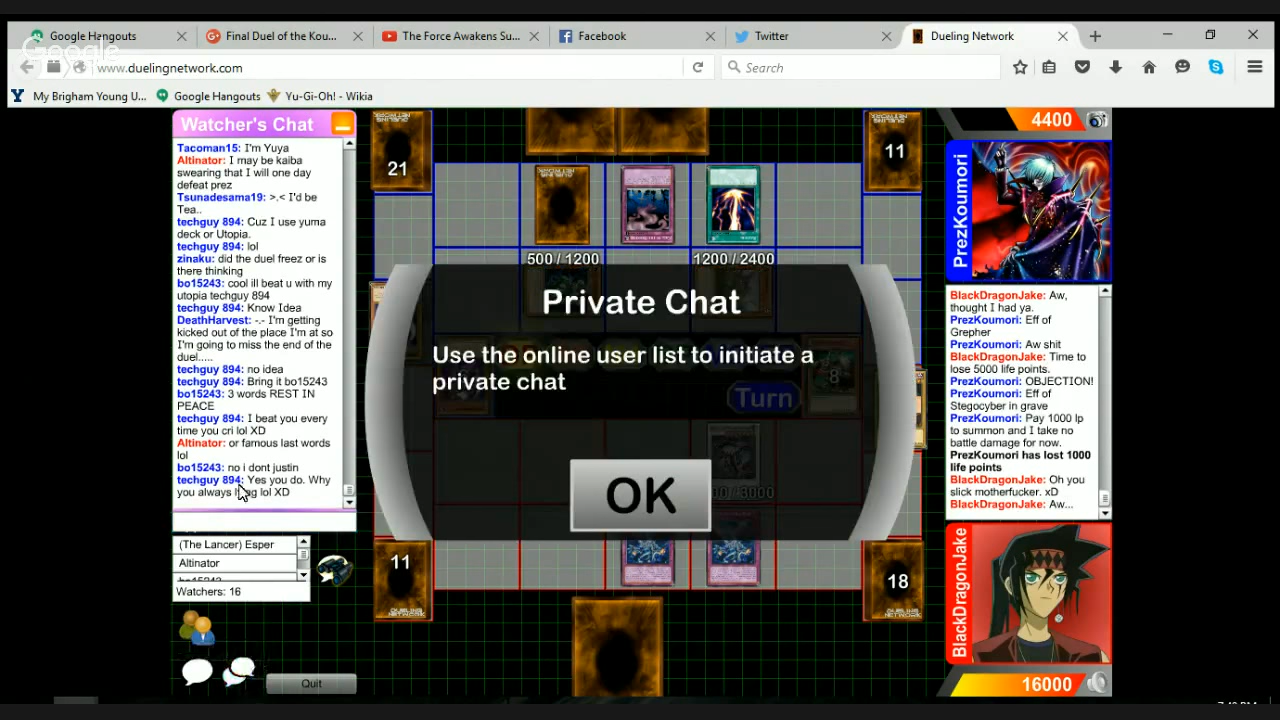 Google Hangouts
Final Duel of the Kou...
The Force Awakens Su...
Facebook
Twitter
Dueling Network
Google
www.duelingnetwork.com
Search
My Brigham Young U...
Google Hangouts
Yu-Gi-Oh! - Wikia
Watcher's Chat
Tacoman15: I'm Yuya
Altinator: I may be kaiba
swearing that I will one day
defeat prez
Tsunadesama19: >.< I'd be
Tea..
techguy 894: Cuz I use yuma
deck or Utopia.
techguy 894: lol
zinaku: did the duel freez or is
there thinking
bo15243: cool ill beat u with my
utopia techguy 894
techguy 894: Know Idea
DeathHarvest: -.- I'm getting
kicked out of the place I'm at so
I'm going to miss the end of the
duel.....
techguy 894: no idea
techguy 894: Bring it bo15243
bo15243: 3 words REST IN
PEACE
techguy 894: I beat you every
time you cri lol XD
Altinator: or famous last words
lol
bo15243: no i dont justin
techguy 894: Yes you do. Why
you always lol XD
(The Lancer) Esper
Altinator
bo15243
Watchers: 16
Quit
21
11
500 / 1200
1200 / 2400
Private Chat
Use the online user list to initiate a
private chat
OK
Turn
8
/ 3000
11
18
4400
PrezKoumori
BlackDragonJake: Aw,
thought I had ya.
PrezKoumori: Eff of
Grepher
PrezKoumori: Aw shit
BlackDragonJake: Time to
lose 5000 life points.
PrezKoumori: OBJECTION!
PrezKoumori: Eff of
Stegocyber in grave
PrezKoumori: Pay 1000 lp
to summon and I take no
battle damage for now.
PrezKoumori has lost 1000
life points
BlackDragonJake: Oh you
slick motherfucker. xD
BlackDragonJake: Aw...
BlackDragonJake
16000